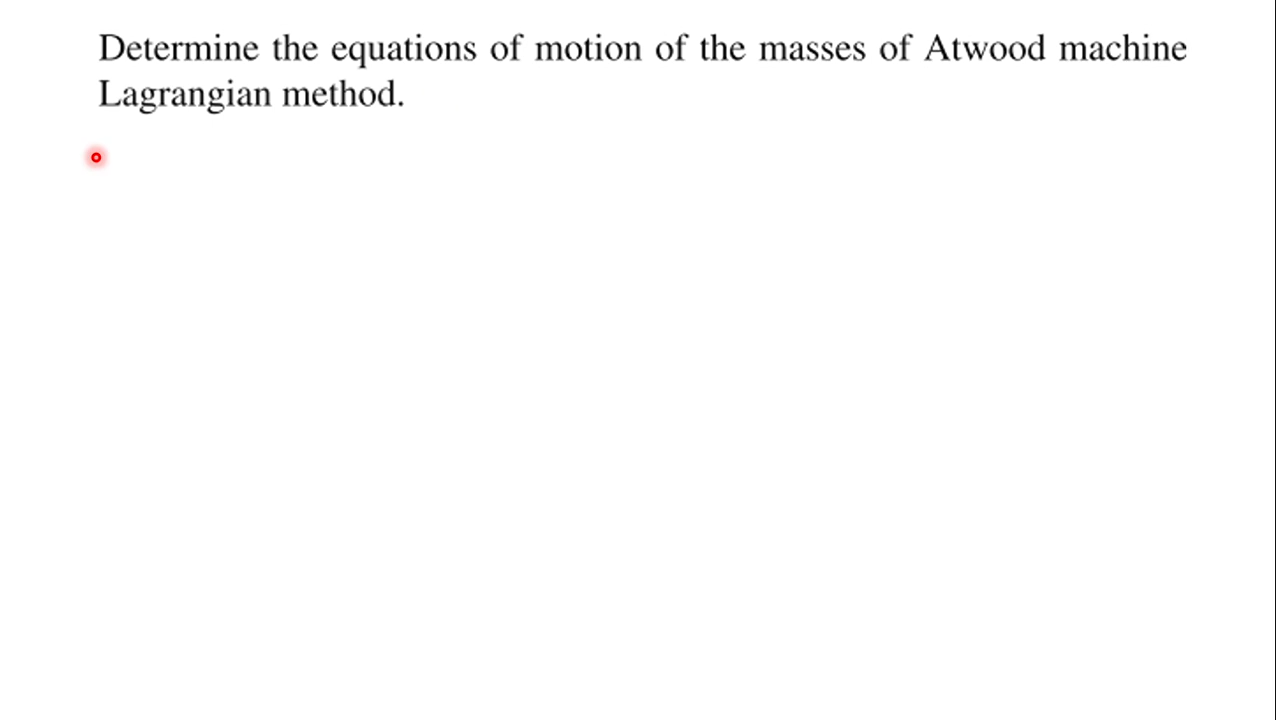 Determine the equations of motion of the masses of Atwood machine
Lagrangian method.